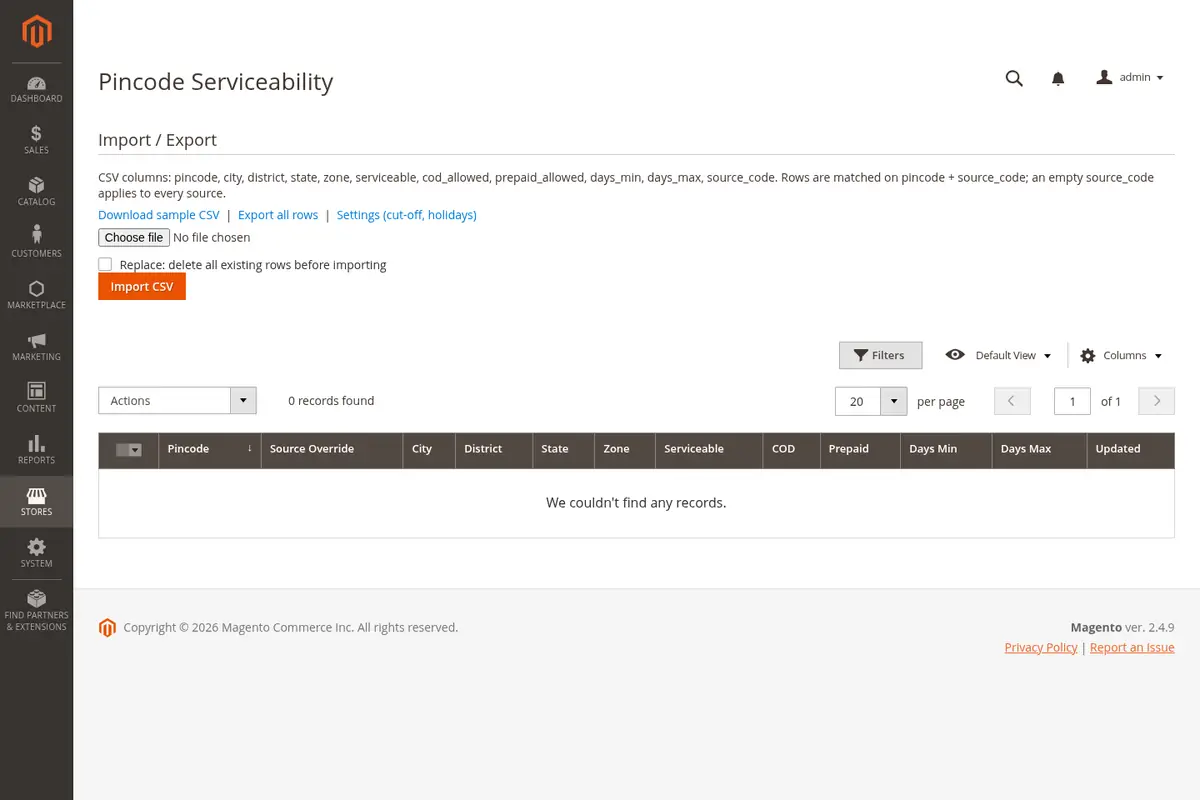 DASHBOARD
SALES
CATALOG
CUSTOMERS
MARKETPLACE
MARKETING
CONTENT
REPORTS
STORES
SYSTEM
FIND PARTNERS
& EXTENSIONS
Pincode Serviceability
admin
Import / Export
CSV columns: pincode, city, district, state, zone, serviceable, cod_allowed, prepaid_allowed, days_min, days_max, source_code. Rows are matched on pincode + source_code; an empty source_code
applies to every source.
Download sample CSV | Export all rows | Settings (cut-off, holidays)
Choose file No file chosen
Replace: delete all existing rows before importing
Import CSV
Filters Default View Columns
Actions 0 records found 20 per page 1 of 1
Pincode ↓ Source Override City District State Zone Serviceable COD Prepaid Days Min Days Max Updated
We couldn't find any records.
Copyright © 2026 Magento Commerce Inc. All rights reserved.
Magento ver. 2.4.9
Privacy Policy | Report an Issue